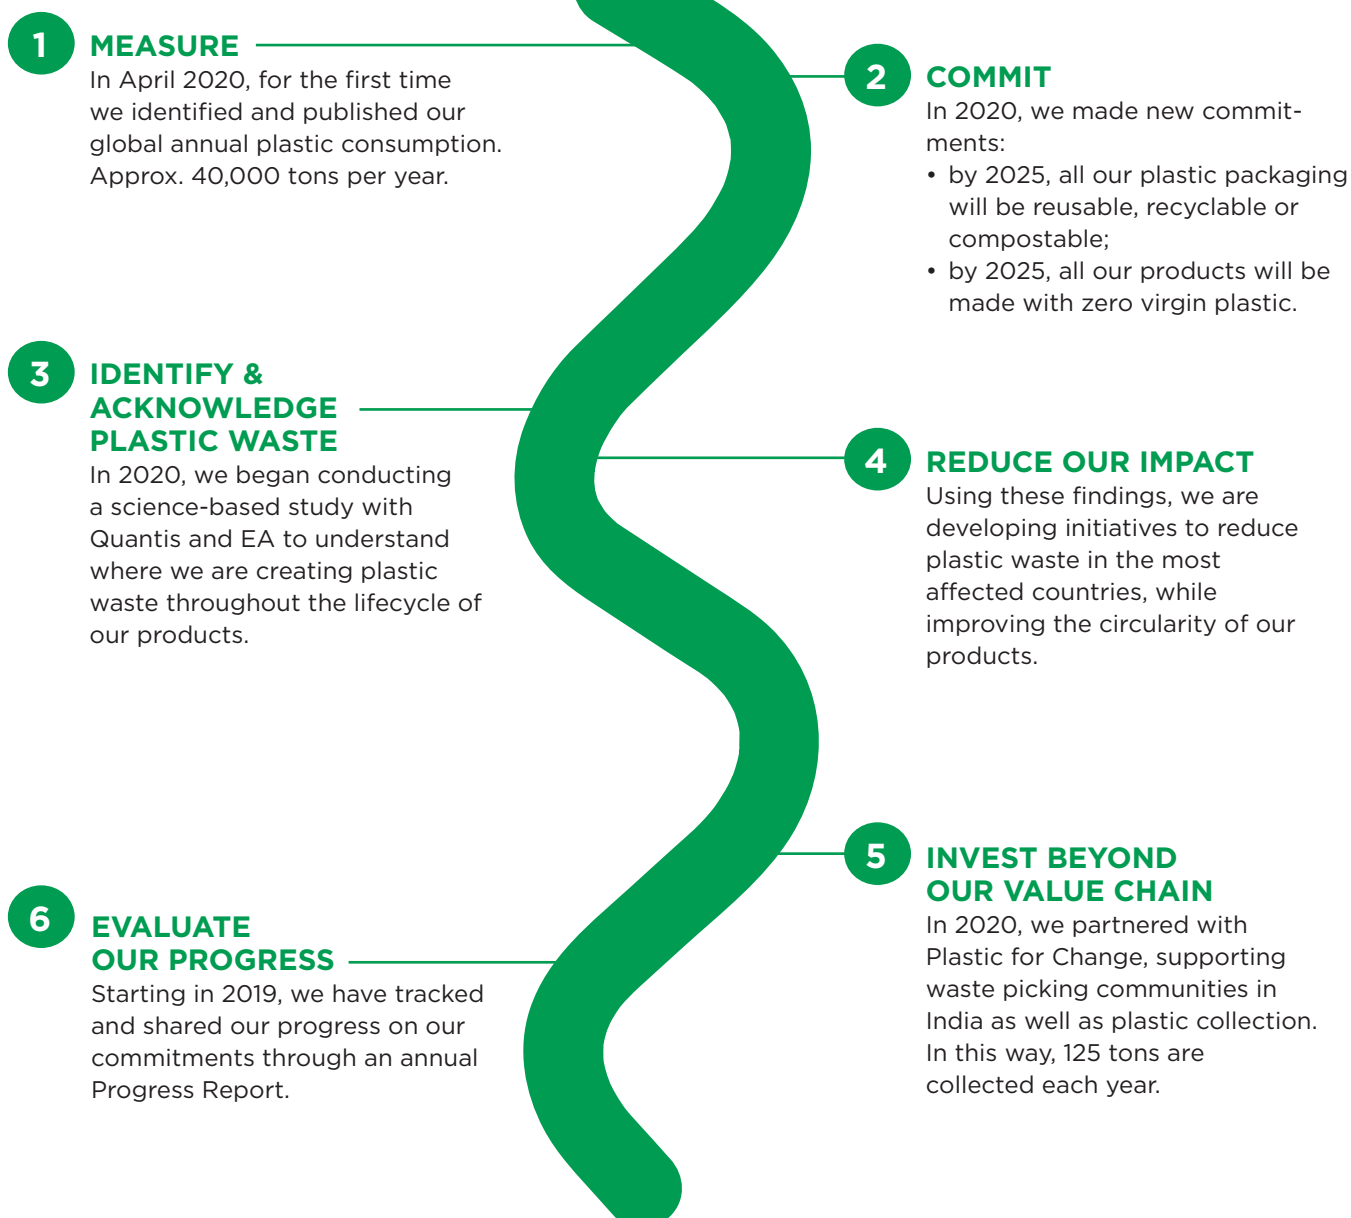 1
MEASURE
In April 2020, for the first time
we identified and published our
global annual plastic consumption.
Approx. 40,000 tons per year.
2
COMMIT
In 2020, we made new commit-
ments:
• by 2025, all our plastic packaging
will be reusable, recyclable or
compostable;
• by 2025, all our products will be
made with zero virgin plastic.
3
IDENTIFY &
ACKNOWLEDGE
PLASTIC WASTE
In 2020, we began conducting
a science-based study with
Quantis and EA to understand
where we are creating plastic
waste throughout the lifecycle of
our products.
4
REDUCE OUR IMPACT
Using these findings, we are
developing initiatives to reduce
plastic waste in the most
affected countries, while
improving the circularity of our
products.
5
INVEST BEYOND
OUR VALUE CHAIN
In 2020, we partnered with
Plastic for Change, supporting
waste picking communities in
India as well as plastic collection.
In this way, 125 tons are
collected each year.
6
EVALUATE
OUR PROGRESS
Starting in 2019, we have tracked
and shared our progress on our
commitments through an annual
Progress Report.